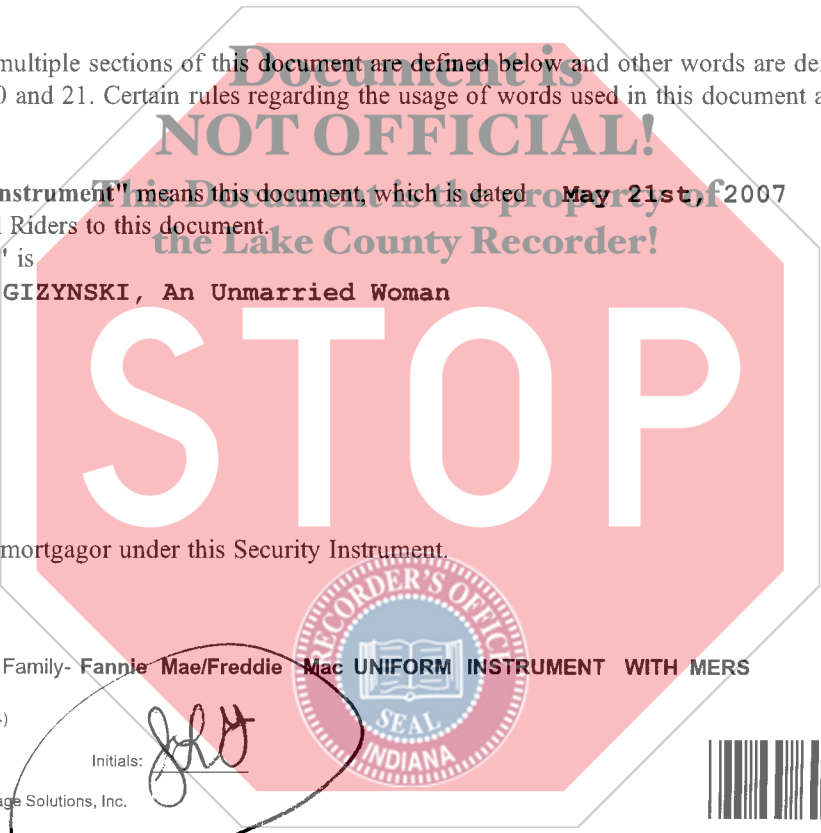 multiple sections of this document are defined below and other words are de
Document is
0 and 21. Certain rules regarding the usage of words used in this document a
NOT OFFICIAL!
nstrument" means this document, which is dated May 21st, 2007
This Document is the property of
l Riders to this document.
the Lake County Recorder!
" is
GIZYNSKI, An Unmarried Woman
STOP
mortgagor under this Security Instrument.
RECORDER'S OFFICE
SEAL
INDIANA
Family- Fannie Mae/Freddie Mac UNIFORM INSTRUMENT WITH MERS
Initials:
age Solutions, Inc.